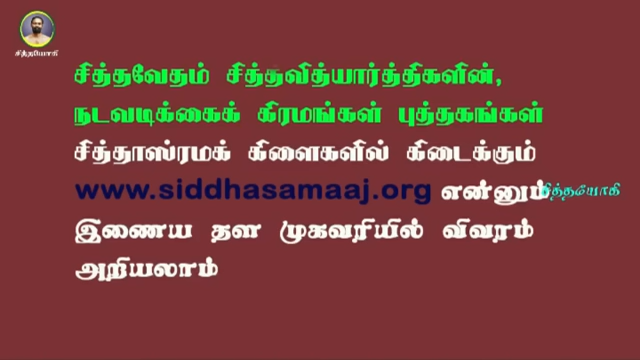 சித்தயோகி
சித்தவேதம் சித்தவித்யார்த்திகளின்,
நடவடிக்கைக் கிரமங்கள் புத்தகங்கள்
சித்தாஸ்ரமக் கிளைகளில் கிடைக்கும்
www.siddhasamaaj.org என்னும் சித்தயோகி
இணைய தள முகவரியில் விவரம்
அறியலாம்